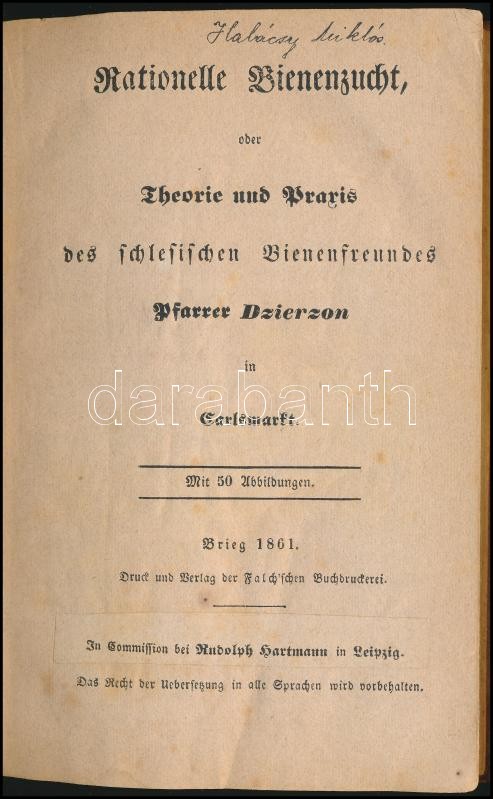 Halácsy Miklós.
Rationelle Bienenzucht,
oder
Theorie und Praxis
des schlesischen Bienenfreundes
Pfarrer Dzierzon
in
darabanth
Carlsmarkt.
Mit 50 Abbildungen.
Brieg 1861.
Druck und Verlag der Falch'schen Buchdruckerei.
In Commission bei Rudolph Hartmann in Leipzig.
Das Recht der Uebersetzung in alle Sprachen wird vorbehalten.